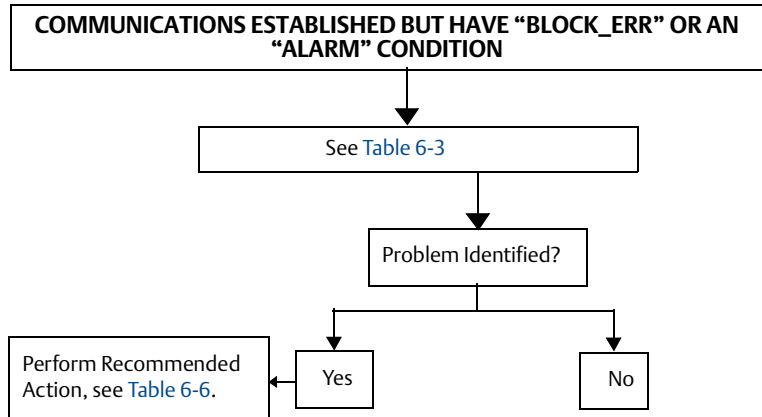 COMMUNICATIONS ESTABLISHED BUT HAVE “BLOCK_ERR” OR AN
“ALARM” CONDITION
See Table 6-3
Problem Identified?
Perform Recommended
Action, see Table 6-6.
Yes
No